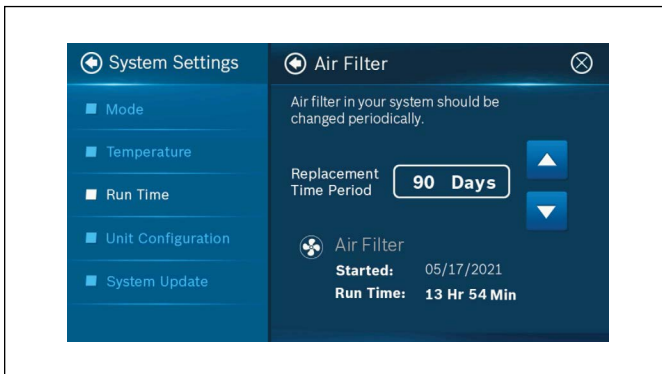 System Settings
Mode
Temperature
Run Time
Unit Configuration
System Update
Air Filter
Air filter in your system should be
changed periodically.
Replacement
Time Period
90 Days
Air Filter
Started: 05/17/2021
Run Time: 13 Hr 54 Min